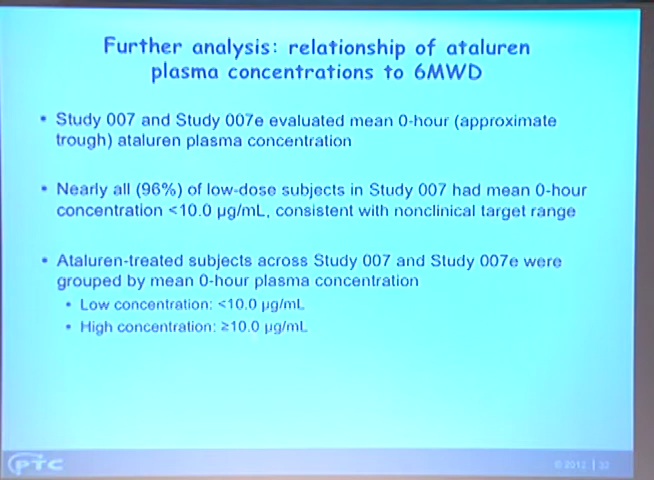 Further analysis: relationship of ataluren
plasma concentrations to 6MWD
• Study 007 and Study 007e evaluated mean 0-hour (approximate
trough) ataluren plasma concentration
• Nearly all (96%) of low-dose subjects in Study 007 had mean 0-hour
concentration <10.0 µg/mL, consistent with nonclinical target range
• Ataluren-treated subjects across Study 007 and Study 007e were
grouped by mean 0-hour plasma concentration
• Low concentration: <10.0 µg/mL
• High concentration: ≥10.0 µg/mL
PTC
© 2012 | 32